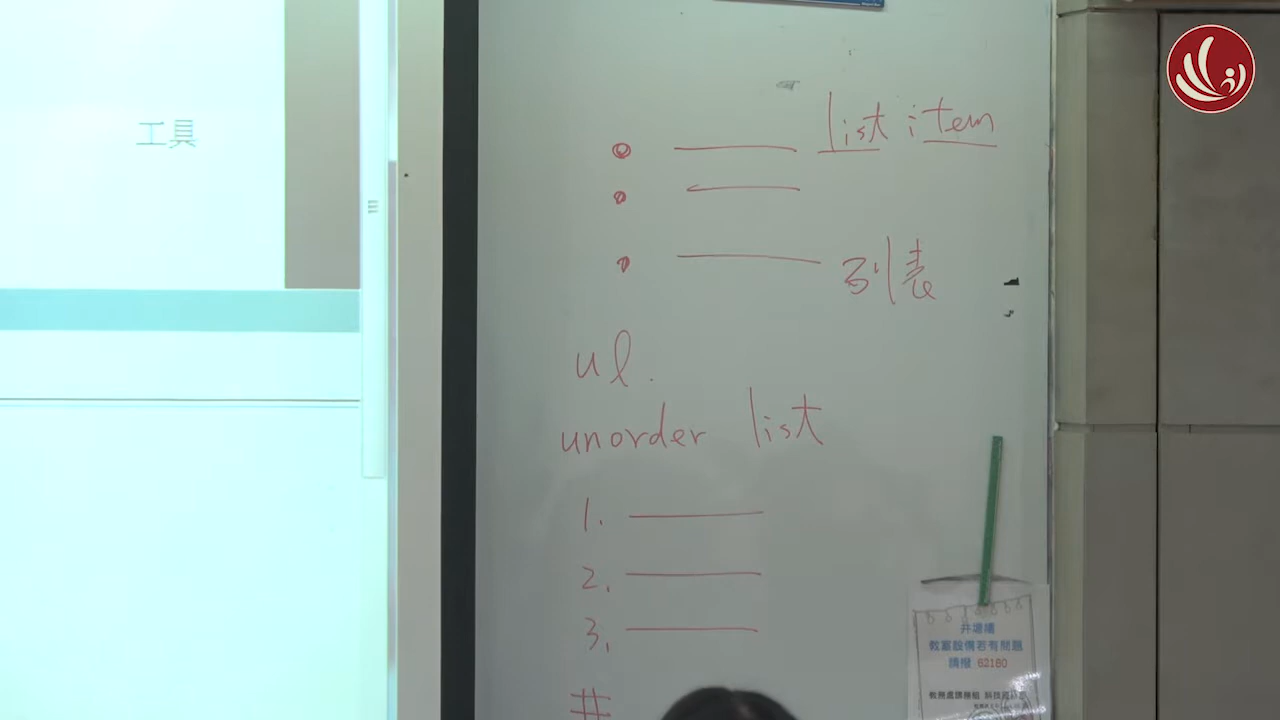 工具
list item
列表
ul.
unorder list
1.
2.
3.
#
教室設備若有問題
請撥 62160